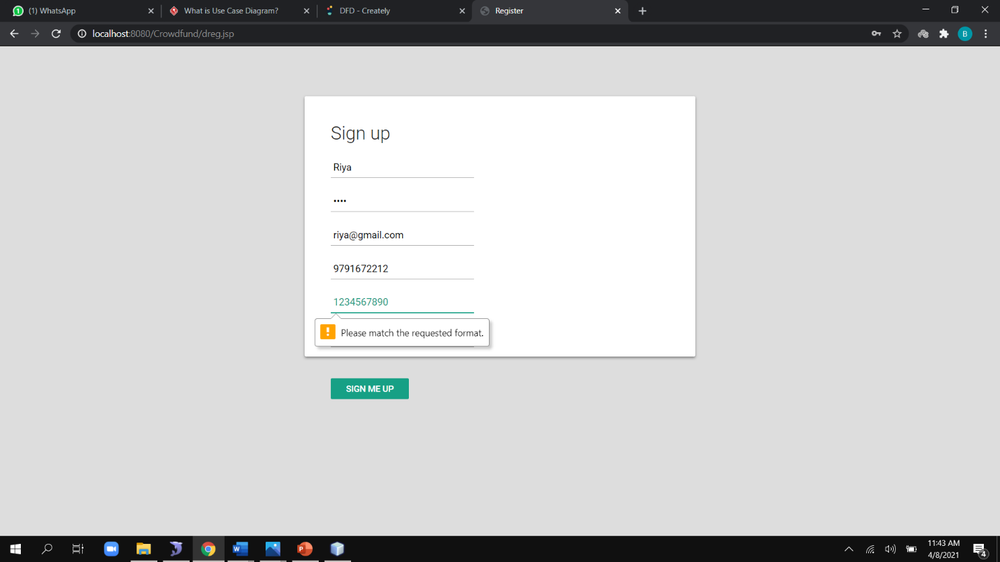 (1) WhatsApp
What is Use Case Diagram?
DFD - Creately
Register
localhost:8080/Crowdfund/dreg.jsp
B
Sign up
Riya
••••
riya@gmail.com
9791672212
1234567890
Please match the requested format.
SIGN ME UP
11:43 AM
4/8/2021
4